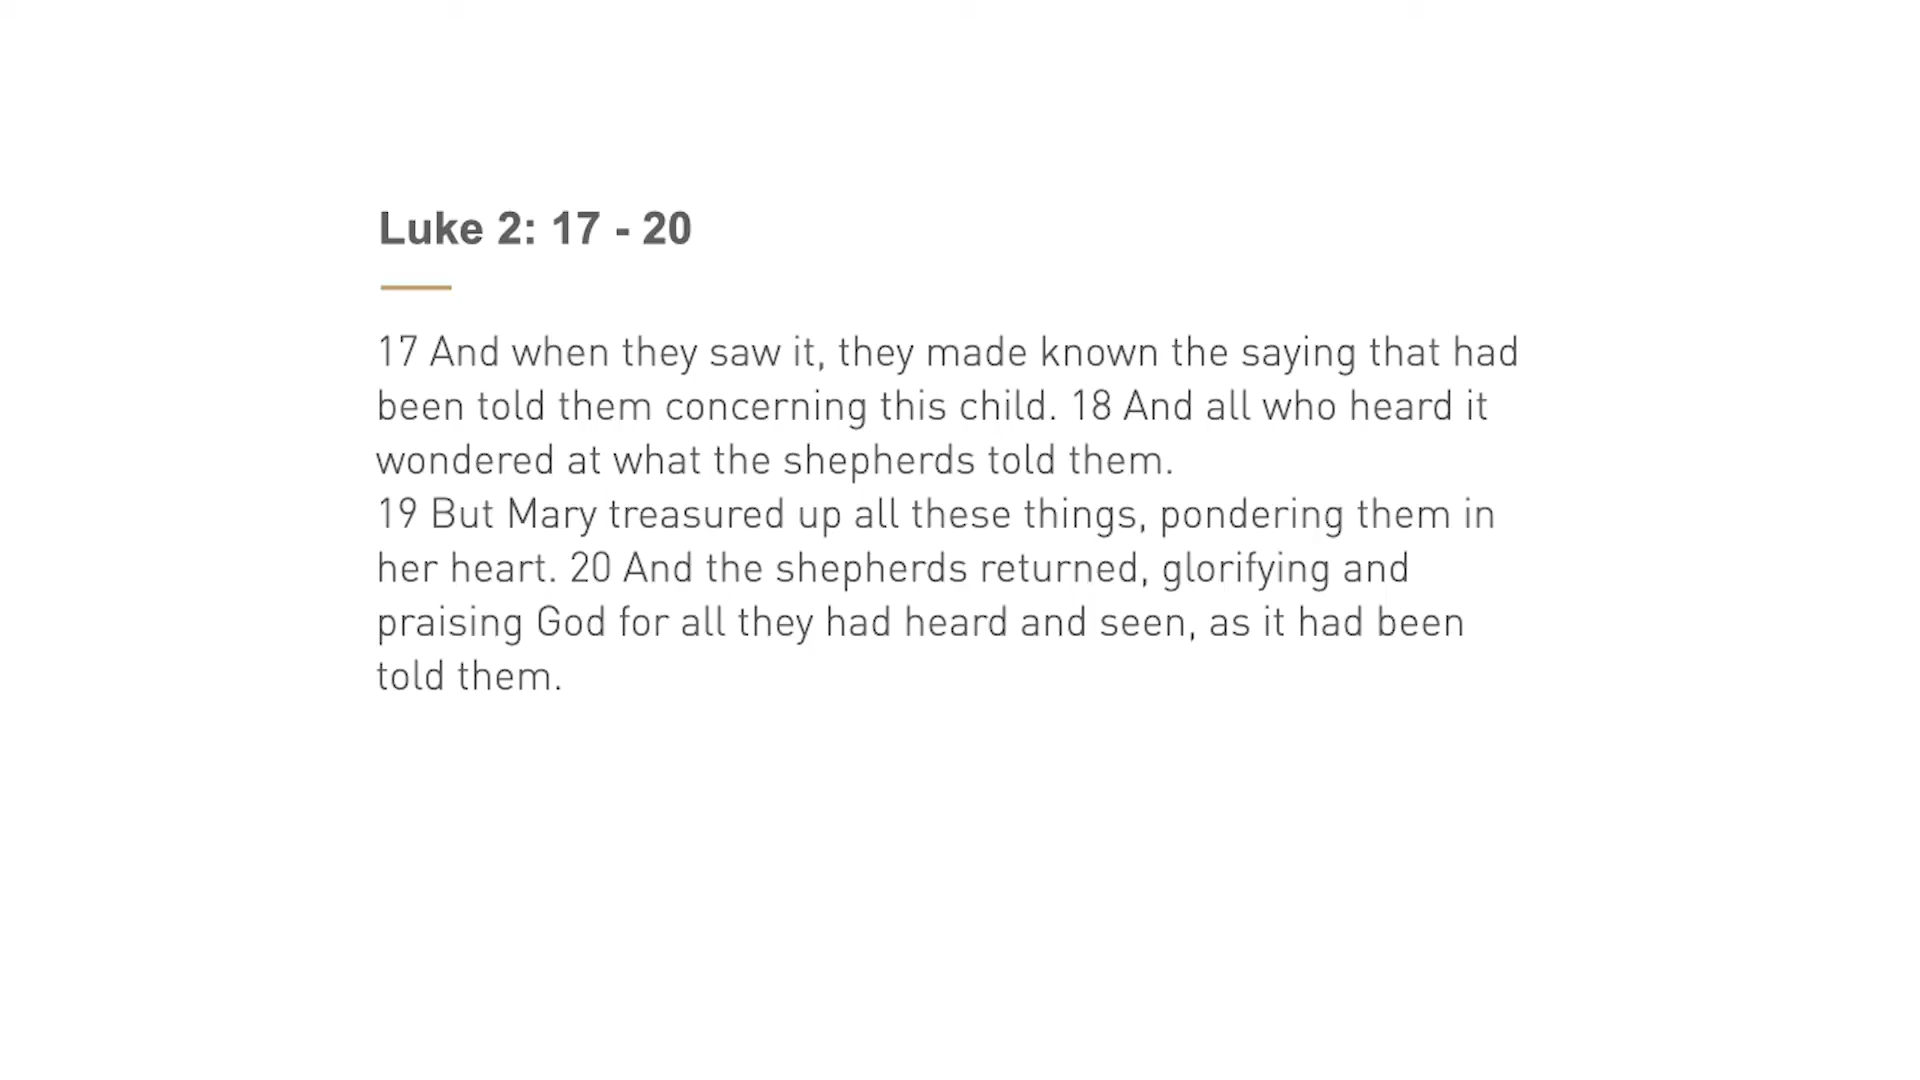 Luke 2: 17 - 20
17 And when they saw it, they made known the saying that had
been told them concerning this child. 18 And all who heard it
wondered at what the shepherds told them.
19 But Mary treasured up all these things, pondering them in
her heart. 20 And the shepherds returned, glorifying and
praising God for all they had heard and seen, as it had been
told them.